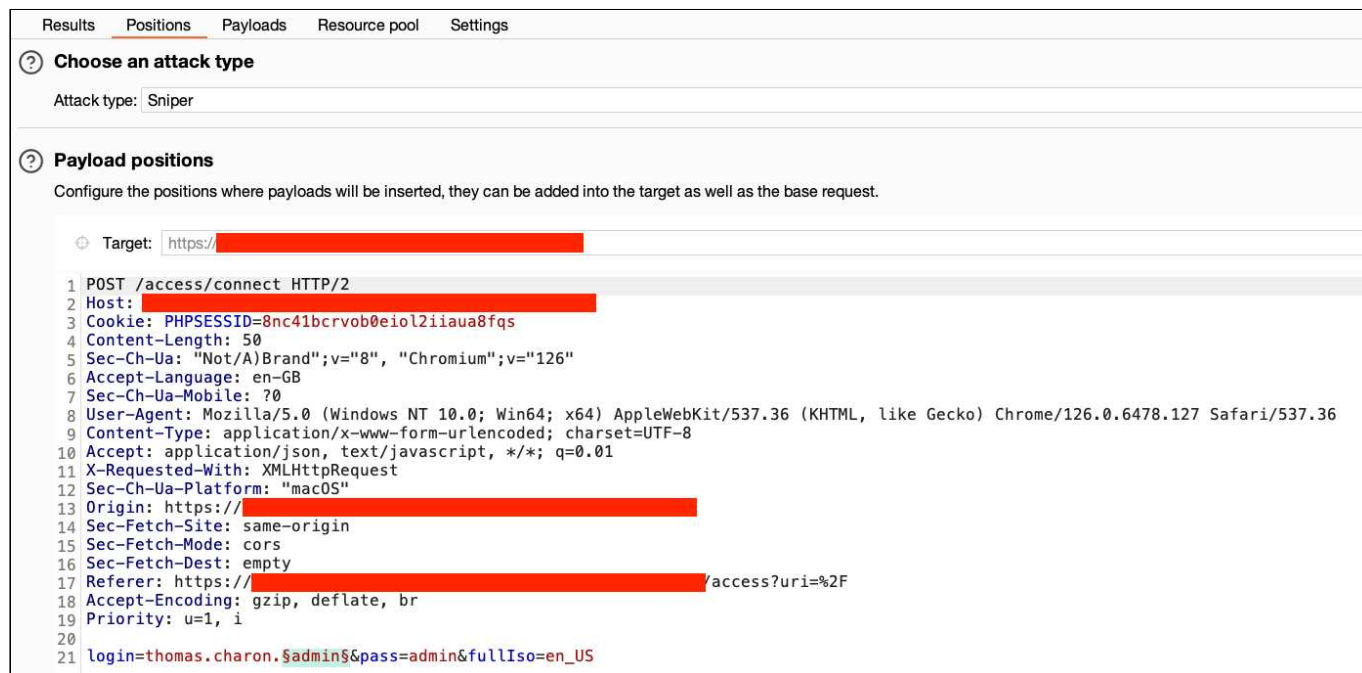 Results Positions Payloads Resource pool Settings
? Choose an attack type
Attack type: Sniper
? Payload positions
Configure the positions where payloads will be inserted, they can be added into the target as well as the base request.
Target: https://
1 POST /access/connect HTTP/2
2 Host:
3 Cookie: PHPSESSID=8nc41bcrvob0eiol2iiaua8fqs
4 Content-Length: 50
5 Sec-Ch-Ua: "Not/A)Brand";v="8", "Chromium";v="126"
6 Accept-Language: en-GB
7 Sec-Ch-Ua-Mobile: ?0
8 User-Agent: Mozilla/5.0 (Windows NT 10.0; Win64; x64) AppleWebKit/537.36 (KHTML, like Gecko) Chrome/126.0.6478.127 Safari/537.36
9 Content-Type: application/x-www-form-urlencoded; charset=UTF-8
10 Accept: application/json, text/javascript, */*; q=0.01
11 X-Requested-With: XMLHttpRequest
12 Sec-Ch-Ua-Platform: "macOS"
13 Origin: https://
14 Sec-Fetch-Site: same-origin
15 Sec-Fetch-Mode: cors
16 Sec-Fetch-Dest: empty
17 Referer: https:// /access?uri=%2F
18 Accept-Encoding: gzip, deflate, br
19 Priority: u=1, i
20
21 login=thomas.charon.§admin§&pass=admin&fullIso=en_US